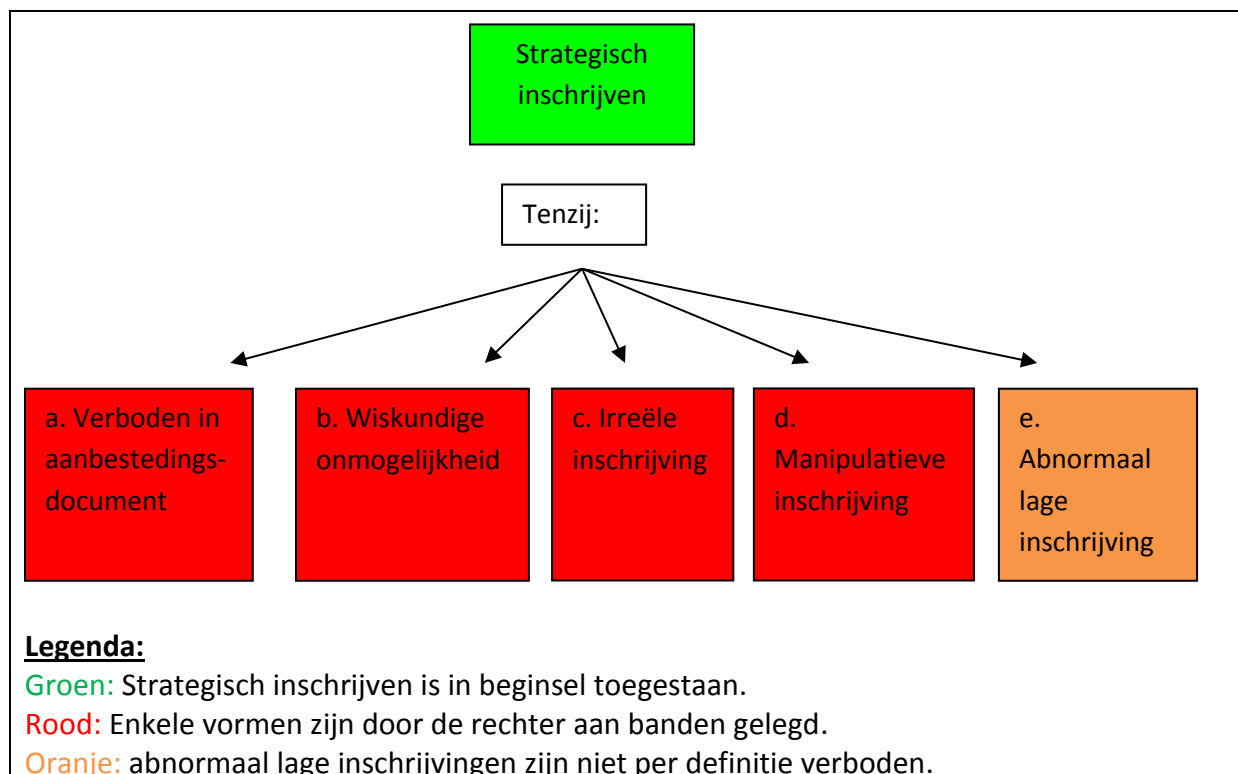 Strategisch
inschrijven
Tenzij:
a. Verboden in
aanbestedings-
document
b. Wiskundige
onmogelijkheid
c. Irreële
inschrijving
d.
Manipulatieve
inschrijving
e.
Abnormaal
lage
inschrijving
Legenda:
Groen: Strategisch inschrijven is in beginsel toegestaan.
Rood: Enkele vormen zijn door de rechter aan banden gelegd.
Oranje: abnormaal lage inschrijvingen zijn niet per definitie verboden.